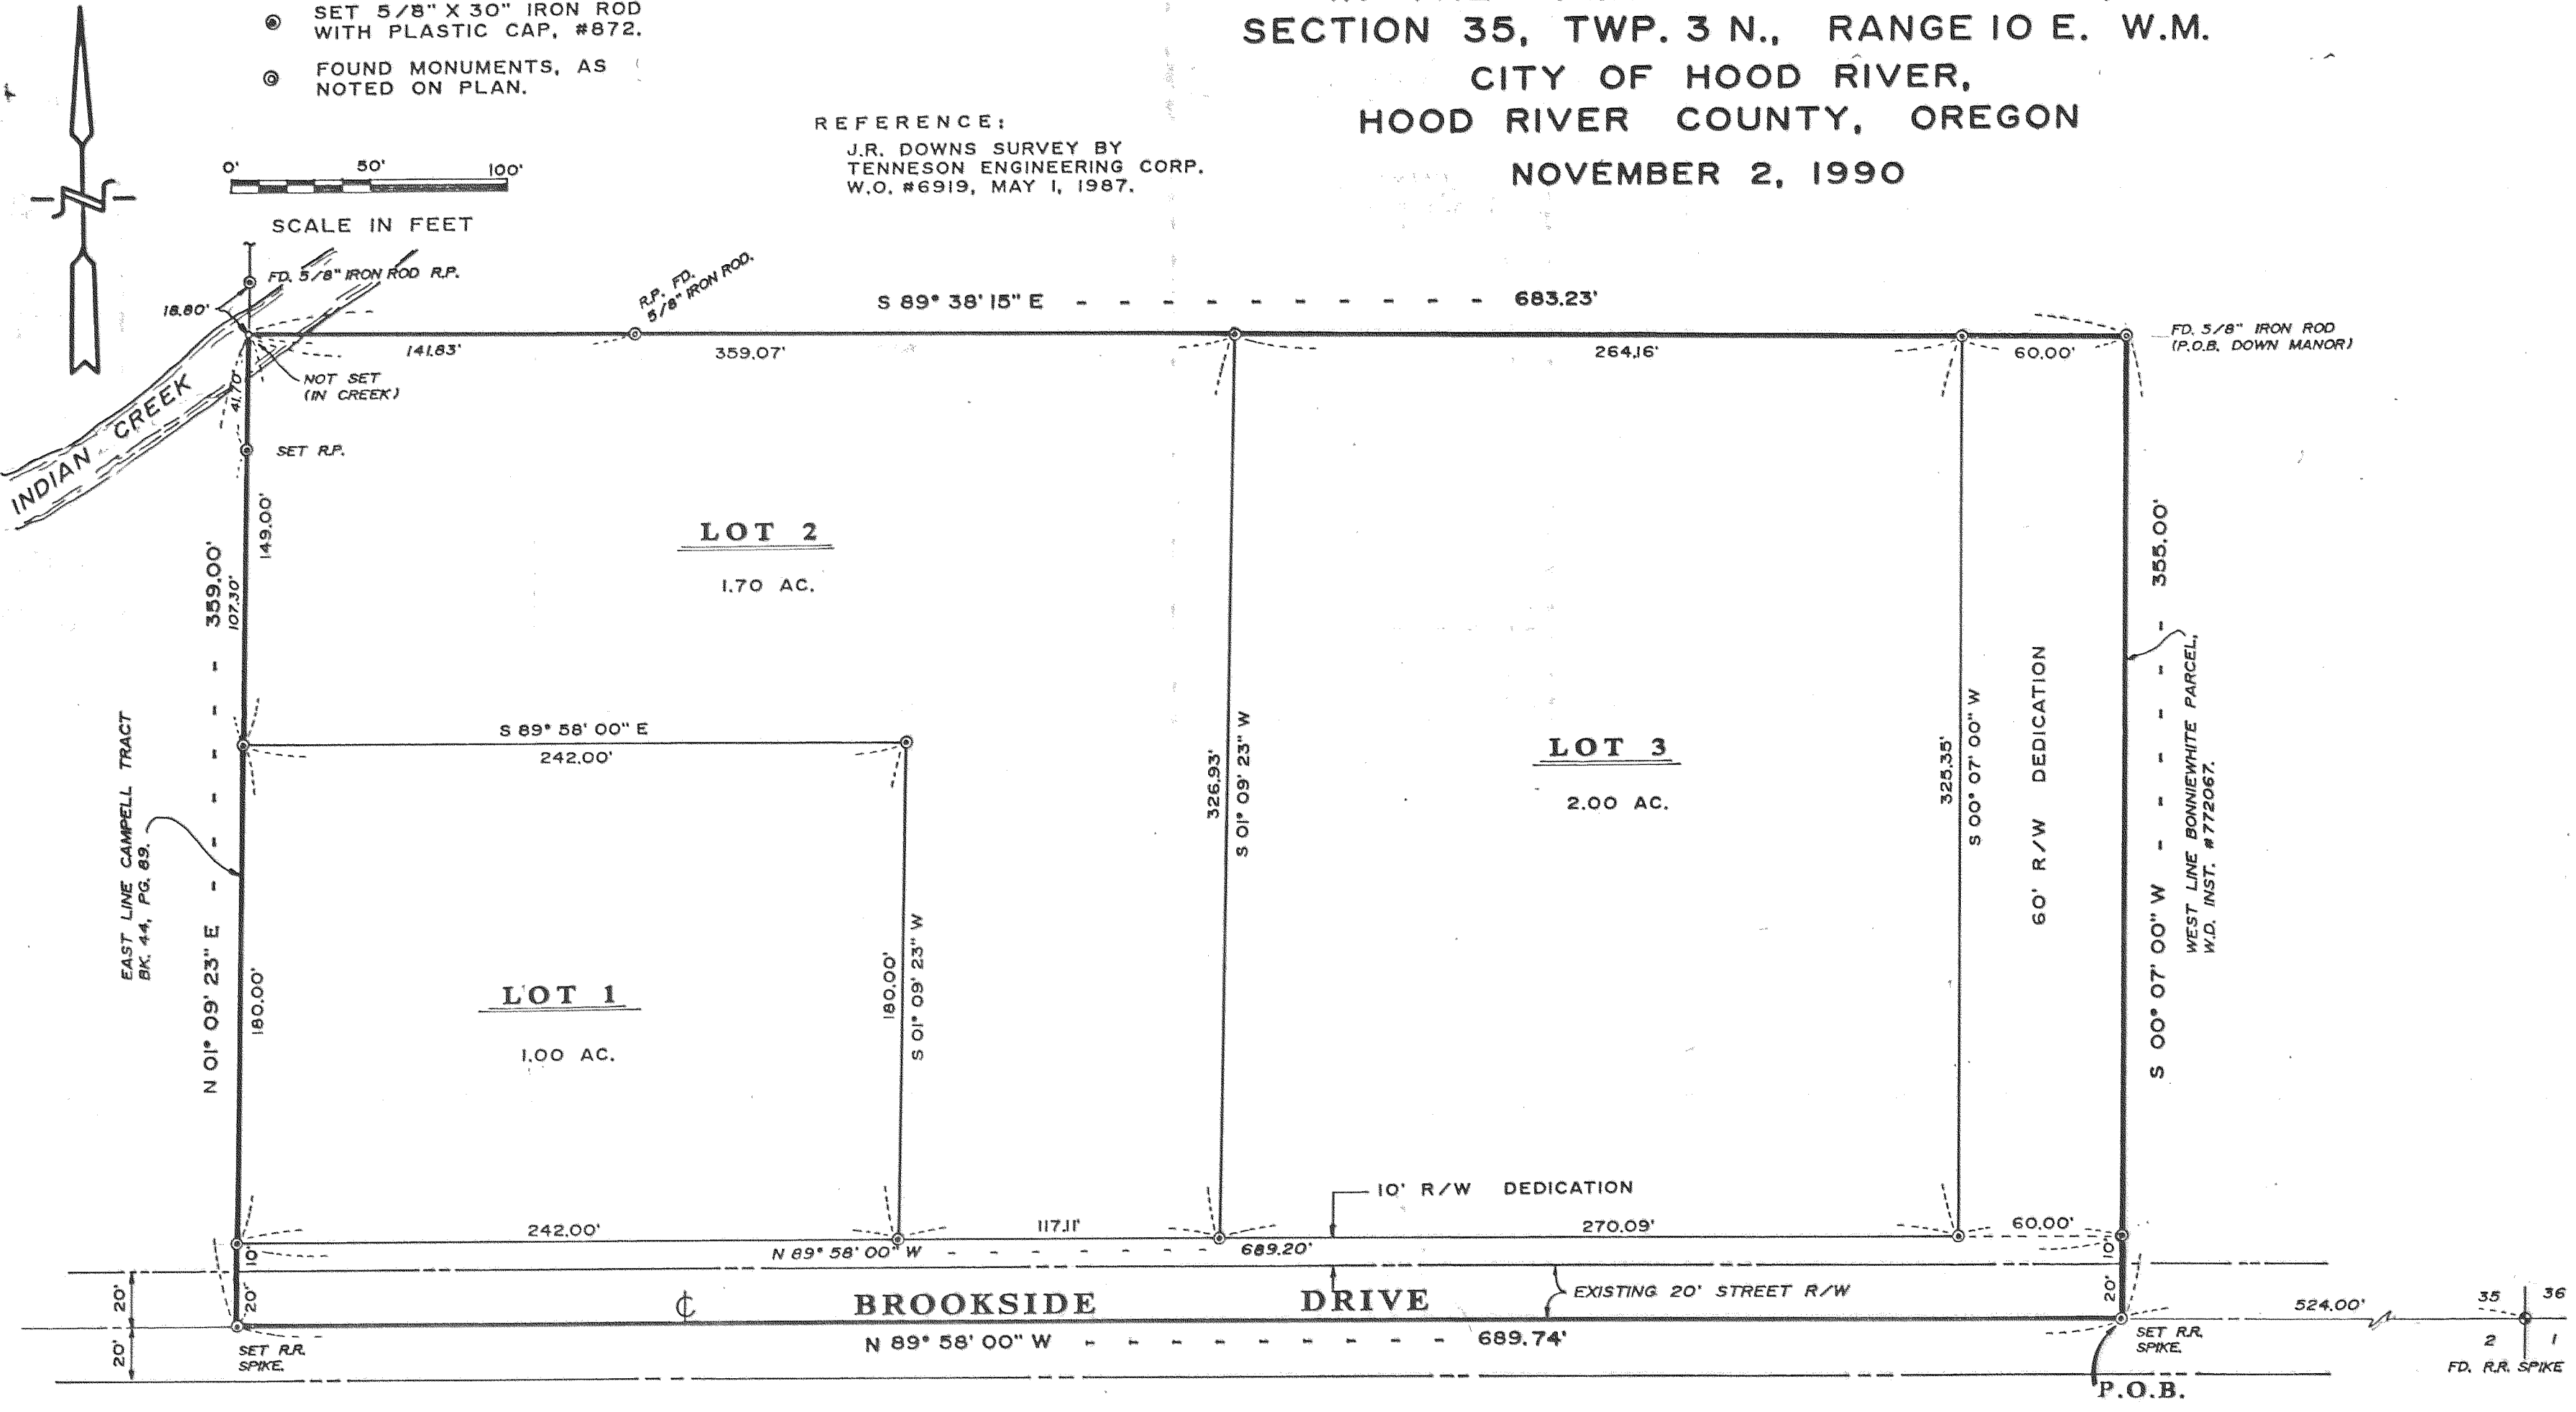 SET 5/8" X 30" IRON ROD
WITH PLASTIC CAP, #872.
FOUND MONUMENTS, AS
NOTED ON PLAN.
SECTION 35, TWP. 3 N., RANGE 10 E. W.M.
CITY OF HOOD RIVER,
HOOD RIVER COUNTY, OREGON
NOVEMBER 2, 1990
REFERENCE:
J.R. DOWNS SURVEY BY
TENNESON ENGINEERING CORP.
W.O. #6919, MAY 1, 1987.
0' 50' 100'
SCALE IN FEET
N
FD. 5/8" IRON ROD R.P.
18.80'
R.P. FD.
5/8" IRON ROD.
S 89° 38' 15" E - - - - - - - - - - 683.23'
141.83'
359.07'
264.16'
60.00'
FD. 5/8" IRON ROD
(P.O.B. DOWN MANOR)
NOT SET
(IN CREEK)
41.70'
INDIAN CREEK
SET R.P.
149.00'
359.00'
107.30'
N 01° 09' 23" E
EAST LINE CAMPELL TRACT
BK. 44, PG. 89.
LOT 2
1.70 AC.
S 89° 58' 00" E
242.00'
180.00'
LOT 1
1.00 AC.
180.00'
S 01° 09' 23" W
326.93'
S 01° 09' 23" W
LOT 3
2.00 AC.
325.35'
S 00° 07' 00" W
60' R/W DEDICATION
355.00'
S 00° 07' 00" W
WEST LINE BONNIEWHITE PARCEL,
W.D. INST. #772067.
10' R/W DEDICATION
242.00'
117.11'
270.09'
60.00'
N 89° 58' 00" W - - - - - - - 689.20'
10'
20'
10'
20'
20'
20'
℄ BROOKSIDE DRIVE
EXISTING 20' STREET R/W
N 89° 58' 00" W - - - - - - - - - 689.74'
SET R.R.
SPIKE.
SET R.R.
SPIKE.
P.O.B.
524.00'
35 36
2 1
FD. R.R. SPIKE